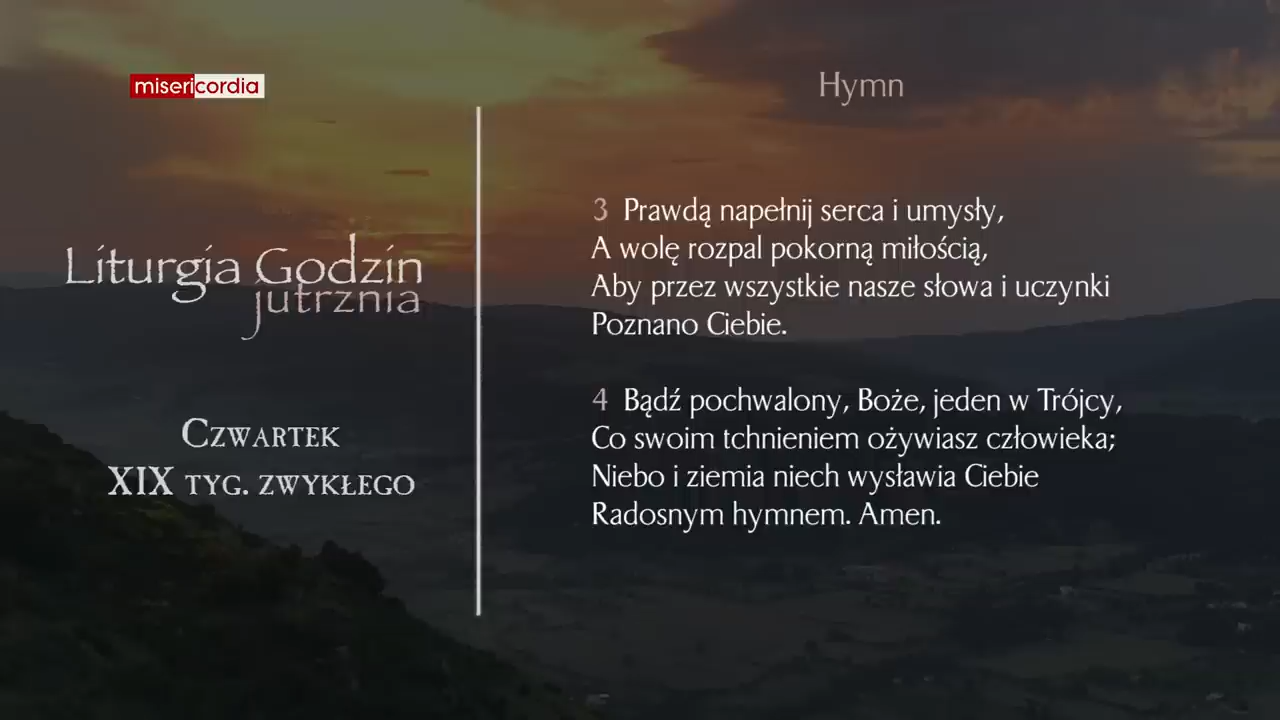 misericordia
Liturgia Godzin
jutrznia
Czwartek
XIX tyg. zwykłego
Hymn
3 Prawdą napełnij serca i umysły,
A wolę rozpal pokorną miłością,
Aby przez wszystkie nasze słowa i uczynki
Poznano Ciebie.
4 Bądź pochwalony, Boże, jeden w Trójcy,
Co swoim tchnieniem ożywiasz człowieka;
Niebo i ziemia niech wysławia Ciebie
Radosnym hymnem. Amen.